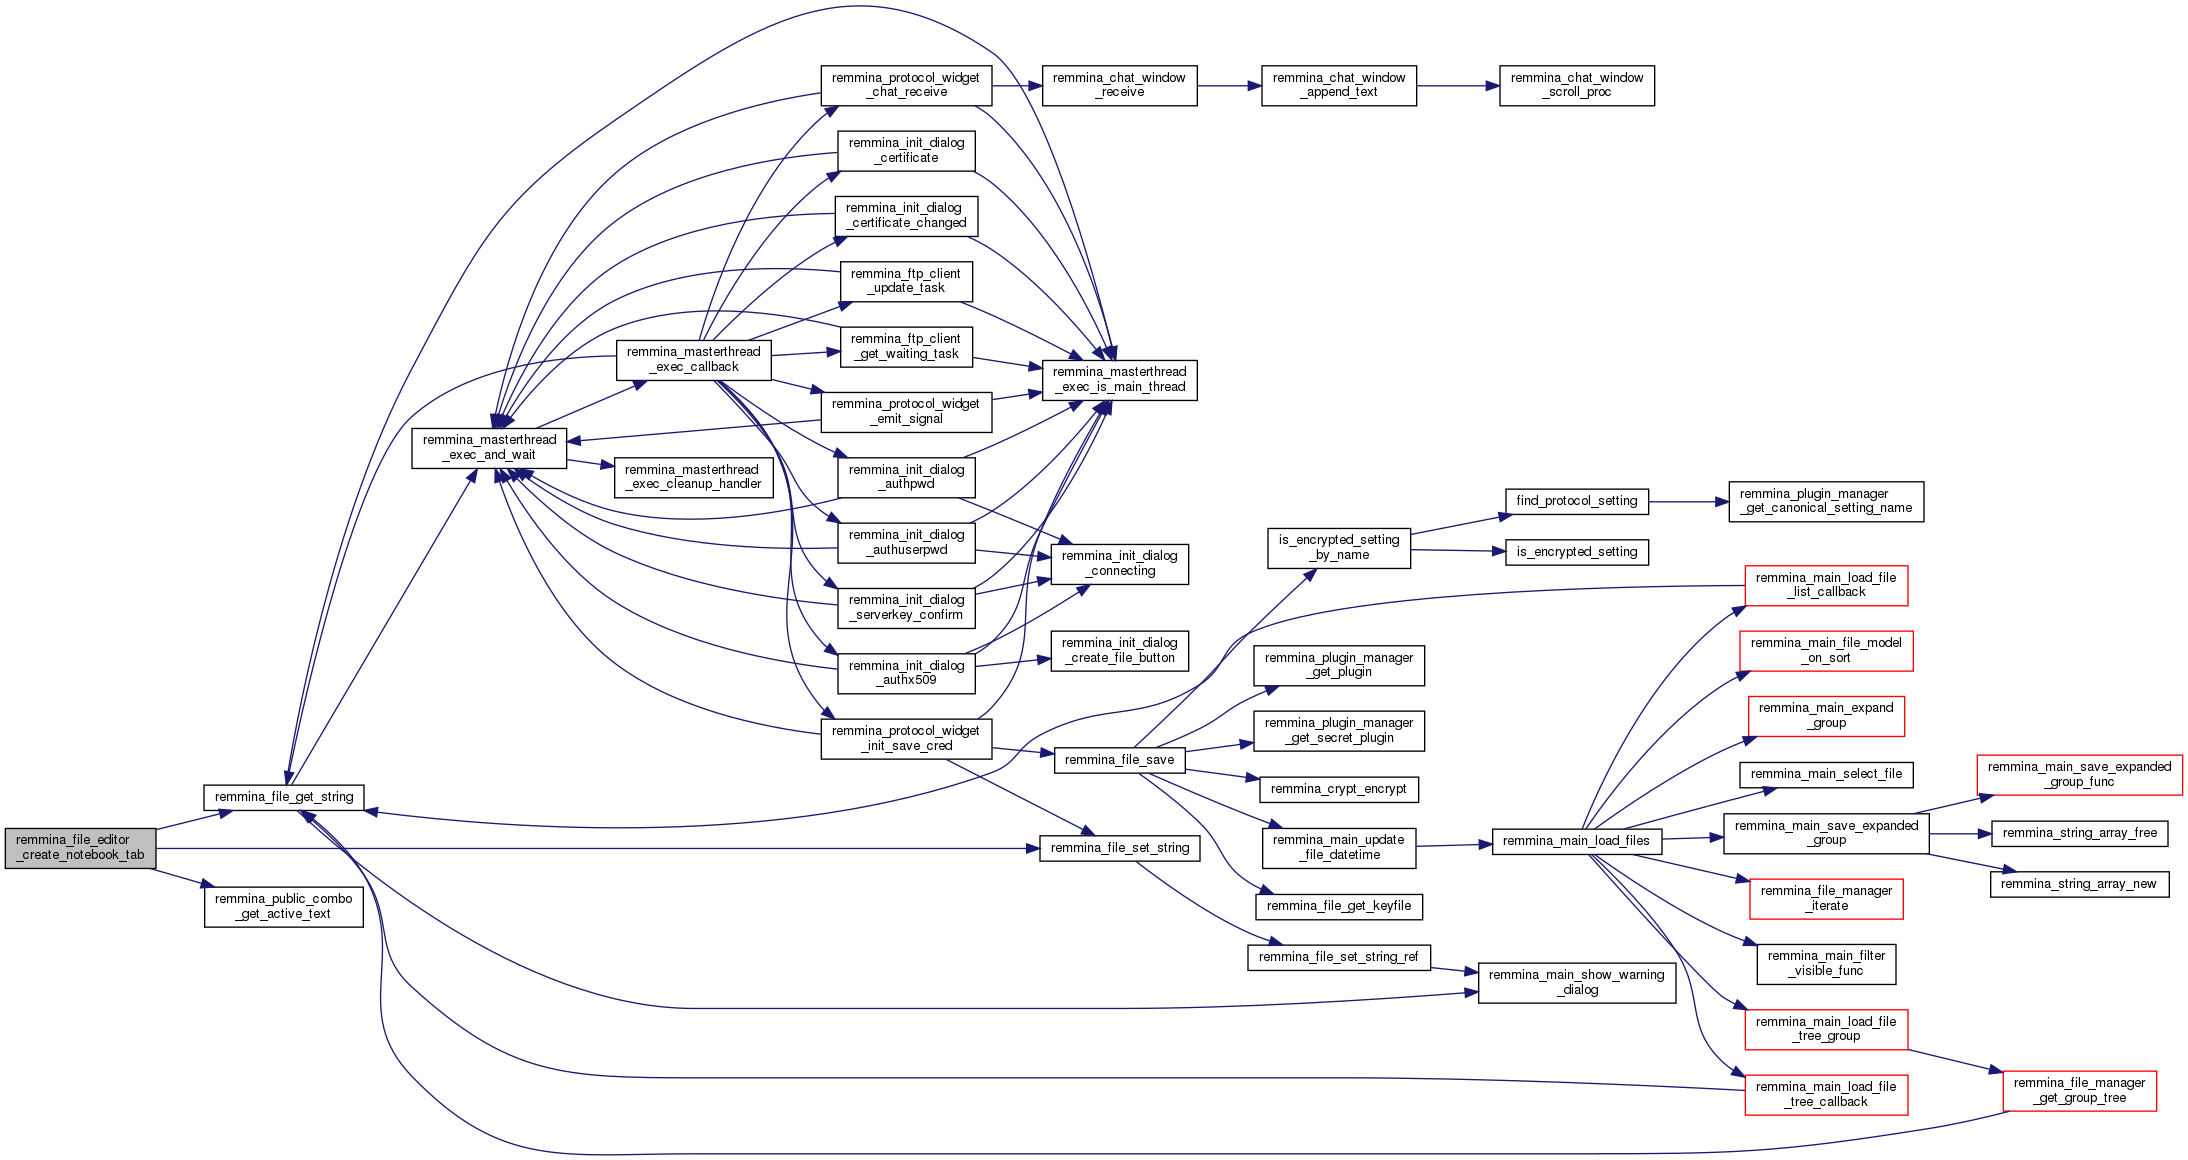 remmina_file_editor
_create_notebook_tab
remmina_file_get_string
remmina_public_combo
_get_active_text
remmina_masterthread
_exec_and_wait
remmina_masterthread
_exec_callback
remmina_masterthread
_exec_cleanup_handler
remmina_protocol_widget
_chat_receive
remmina_init_dialog
_certificate
remmina_init_dialog
_certificate_changed
remmina_ftp_client
_update_task
remmina_ftp_client
_get_waiting_task
remmina_protocol_widget
_emit_signal
remmina_init_dialog
_authpwd
remmina_init_dialog
_authuserpwd
remmina_init_dialog
_serverkey_confirm
remmina_init_dialog
_authx509
remmina_protocol_widget
_init_save_cred
remmina_chat_window
_receive
remmina_masterthread
_exec_is_main_thread
remmina_init_dialog
_connecting
remmina_init_dialog
_create_file_button
remmina_file_save
remmina_file_set_string
remmina_chat_window
_append_text
is_encrypted_setting
_by_name
remmina_plugin_manager
_get_plugin
remmina_plugin_manager
_get_secret_plugin
remmina_crypt_encrypt
remmina_main_update
_file_datetime
remmina_file_get_keyfile
remmina_file_set_string_ref
remmina_chat_window
_scroll_proc
find_protocol_setting
is_encrypted_setting
remmina_main_load_files
remmina_main_show_warning
_dialog
remmina_plugin_manager
_get_canonical_setting_name
remmina_main_load_file
_list_callback
remmina_main_file_model
_on_sort
remmina_main_expand
_group
remmina_main_select_file
remmina_main_save_expanded
_group
remmina_file_manager
_iterate
remmina_main_filter
_visible_func
remmina_main_load_file
_tree_group
remmina_main_load_file
_tree_callback
remmina_main_save_expanded
_group_func
remmina_string_array_free
remmina_string_array_new
remmina_file_manager
_get_group_tree